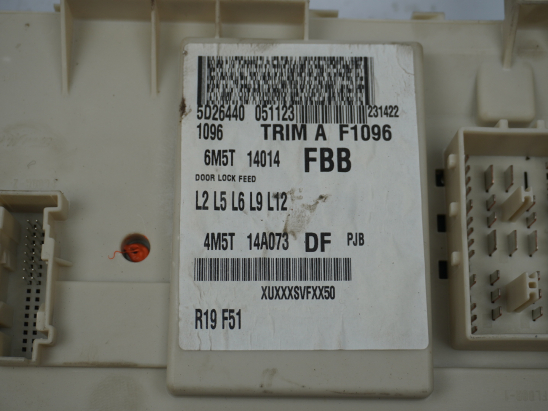 5D26440 051123 231422
1096 TRIM A F1096
6M5T 14014 FBB
DOOR LOCK FEED
L2 L5 L6 L9 L12
4M5T 14A073 DF PJB
XUXXXSVFXX50
R19 F51